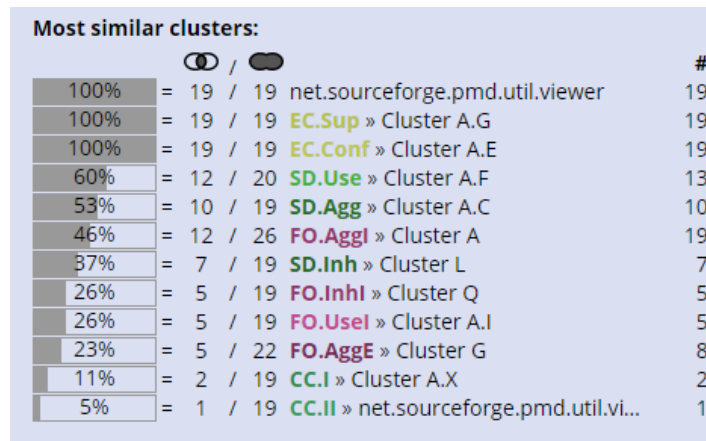 Most similar clusters:
/ #
100% = 19 / 19 net.sourceforge.pmd.util.viewer 19
100% = 19 / 19 EC.Sup » Cluster A.G 19
100% = 19 / 19 EC.Conf » Cluster A.E 19
60% = 12 / 20 SD.Use » Cluster A.F 13
53% = 10 / 19 SD.Agg » Cluster A.C 10
46% = 12 / 26 FO.AggI » Cluster A 19
37% = 7 / 19 SD.Inh » Cluster L 7
26% = 5 / 19 FO.InhI » Cluster Q 5
26% = 5 / 19 FO.UseI » Cluster A.I 5
23% = 5 / 22 FO.AggE » Cluster G 8
11% = 2 / 19 CC.I » Cluster A.X 2
5% = 1 / 19 CC.II » net.sourceforge.pmd.util.vi... 1